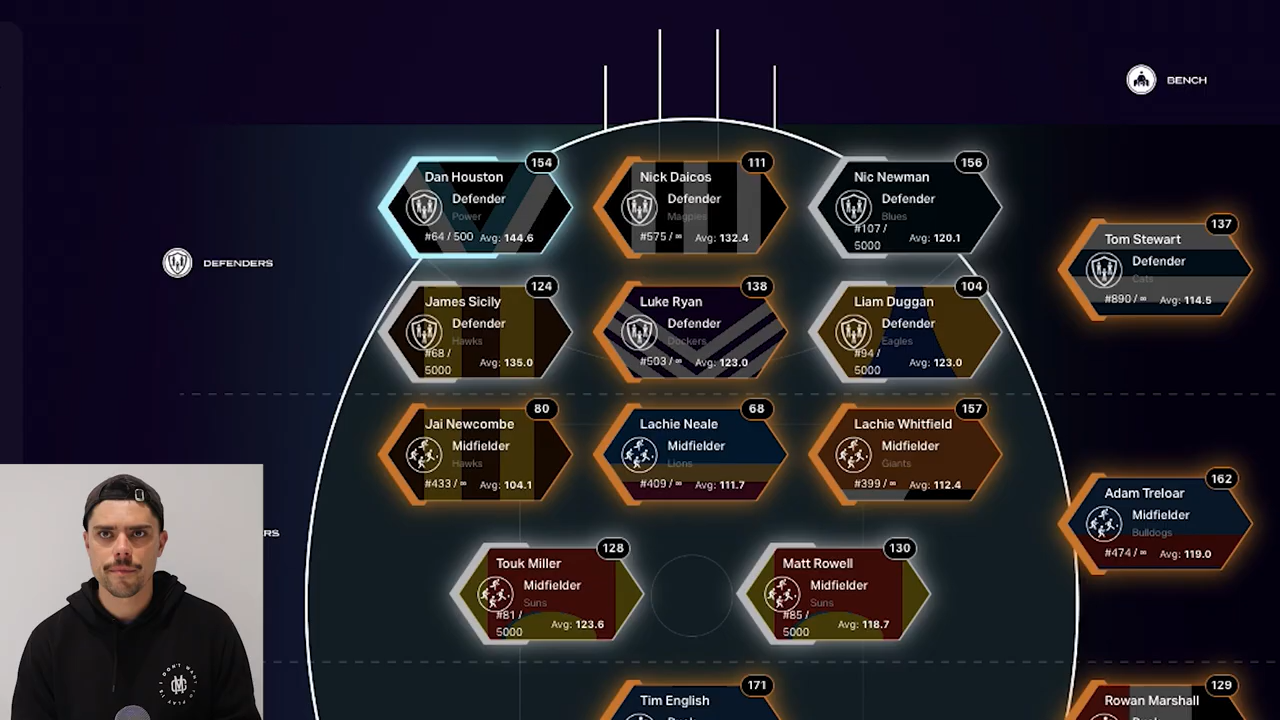 BENCH
154
Dan Houston
Defender
Power
#64 / 500 Avg: 144.6
111
Nick Daicos
Defender
Magpies
#575 / ∞ Avg: 132.4
156
Nic Newman
Defender
Blues
#107 /
5000
Avg: 120.1
137
Tom Stewart
Defender
Cats
#890 / ∞ Avg: 114.5
DEFENDERS
124
James Sicily
Defender
Hawks
#68 /
5000
Avg: 135.0
138
Luke Ryan
Defender
Dockers
#503 / ∞ Avg: 123.0
104
Liam Duggan
Defender
Eagles
#94 /
5000
Avg: 123.0
80
Jai Newcombe
Midfielder
Hawks
#433 / ∞ Avg: 104.1
68
Lachie Neale
Midfielder
Lions
#409 / ∞ Avg: 111.7
157
Lachie Whitfield
Midfielder
Giants
#399 / ∞ Avg: 112.4
162
Adam Treloar
Midfielder
Bulldogs
#474 / ∞ Avg: 119.0
RS
128
Touk Miller
Midfielder
Suns
#81 /
5000
Avg: 123.6
130
Matt Rowell
Midfielder
Suns
#85 /
5000
Avg: 118.7
171
Tim English
129
Rowan Marshall